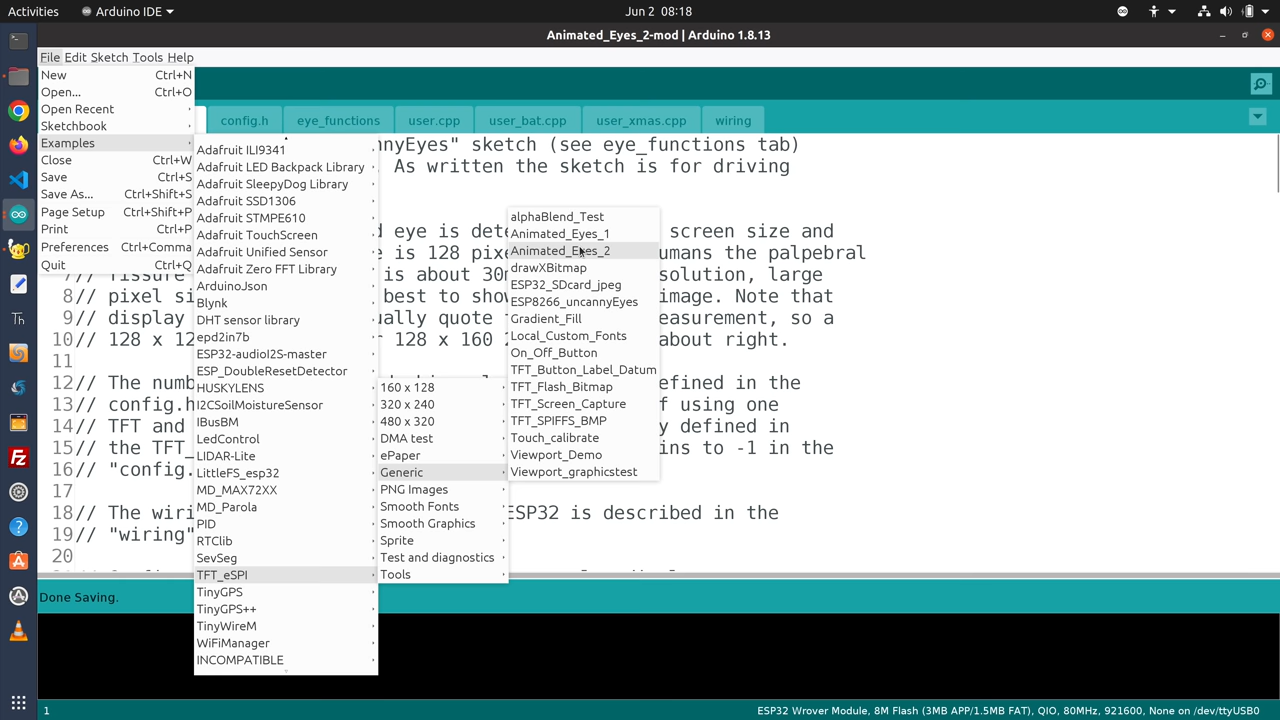 Activities
Arduino IDE
Jun 2 08:18
Animated_Eyes_2-mod | Arduino 1.8.13
File Edit Sketch Tools Help
New Ctrl+N
Open... Ctrl+O
Open Recent
Sketchbook
Examples
Close Ctrl+W
Save Ctrl+S
Save As... Ctrl+Shift+S
Page Setup Ctrl+Shift+P
Print Ctrl+P
Preferences Ctrl+Comma
Quit Ctrl+Q
config.h
eye_functions
user.cpp
user_bat.cpp
user_xmas.cpp
wiring
Adafruit ILI9341
Adafruit LED Backpack Library
Adafruit SleepyDog Library
Adafruit SSD1306
Adafruit STMPE610
Adafruit TouchScreen
Adafruit Unified Sensor
Adafruit Zero FFT Library
ArduinoJson
Blynk
DHT sensor library
epd2in7b
ESP32-audioI2S-master
ESP_DoubleResetDetector
HUSKYLENS
I2CSoilMoistureSensor
IBusBM
LedControl
LIDAR-Lite
LittleFS_esp32
MD_MAX72XX
MD_Parola
PID
RTClib
SevSeg
TFT_eSPI
TinyGPS
TinyGPS++
TinyWireM
WiFiManager
INCOMPATIBLE
160 x 128
320 x 240
480 x 320
DMA test
ePaper
Generic
PNG Images
Smooth Fonts
Smooth Graphics
Sprite
Test and diagnostics
Tools
alphaBlend_Test
Animated_Eyes_1
Animated_Eyes_2
drawXBitmap
ESP32_SDcard_jpeg
ESP8266_uncannyEyes
Gradient_Fill
Local_Custom_Fonts
On_Off_Button
TFT_Button_Label_Datum
TFT_Flash_Bitmap
TFT_Screen_Capture
TFT_SPIFFS_BMP
Touch_calibrate
Viewport_Demo
Viewport_graphicstest
nnyEyes" sketch (see eye_functions tab)
. As written the sketch is for driving
d eye is dete screen size and
e is 128 pixe umans the palpebral
7// fissure is about 30m solution, large
8// pixel si best to show image. Note that
9// display ually quote measurement, so a
10// 128 x 12 r 128 x 160 2 about right.
11
12// The numb efined in the
13// config.h f using one
14// TFT and y defined in
15// the TFT_ ins to -1 in the
16// "config.
17
18// The wiri ESP32 is described in the
19// "wiring"
20
Done Saving.
1
ESP32 Wrover Module, 8M Flash (3MB APP/1.5MB FAT), QIO, 80MHz, 921600, None on /dev/ttyUSB0